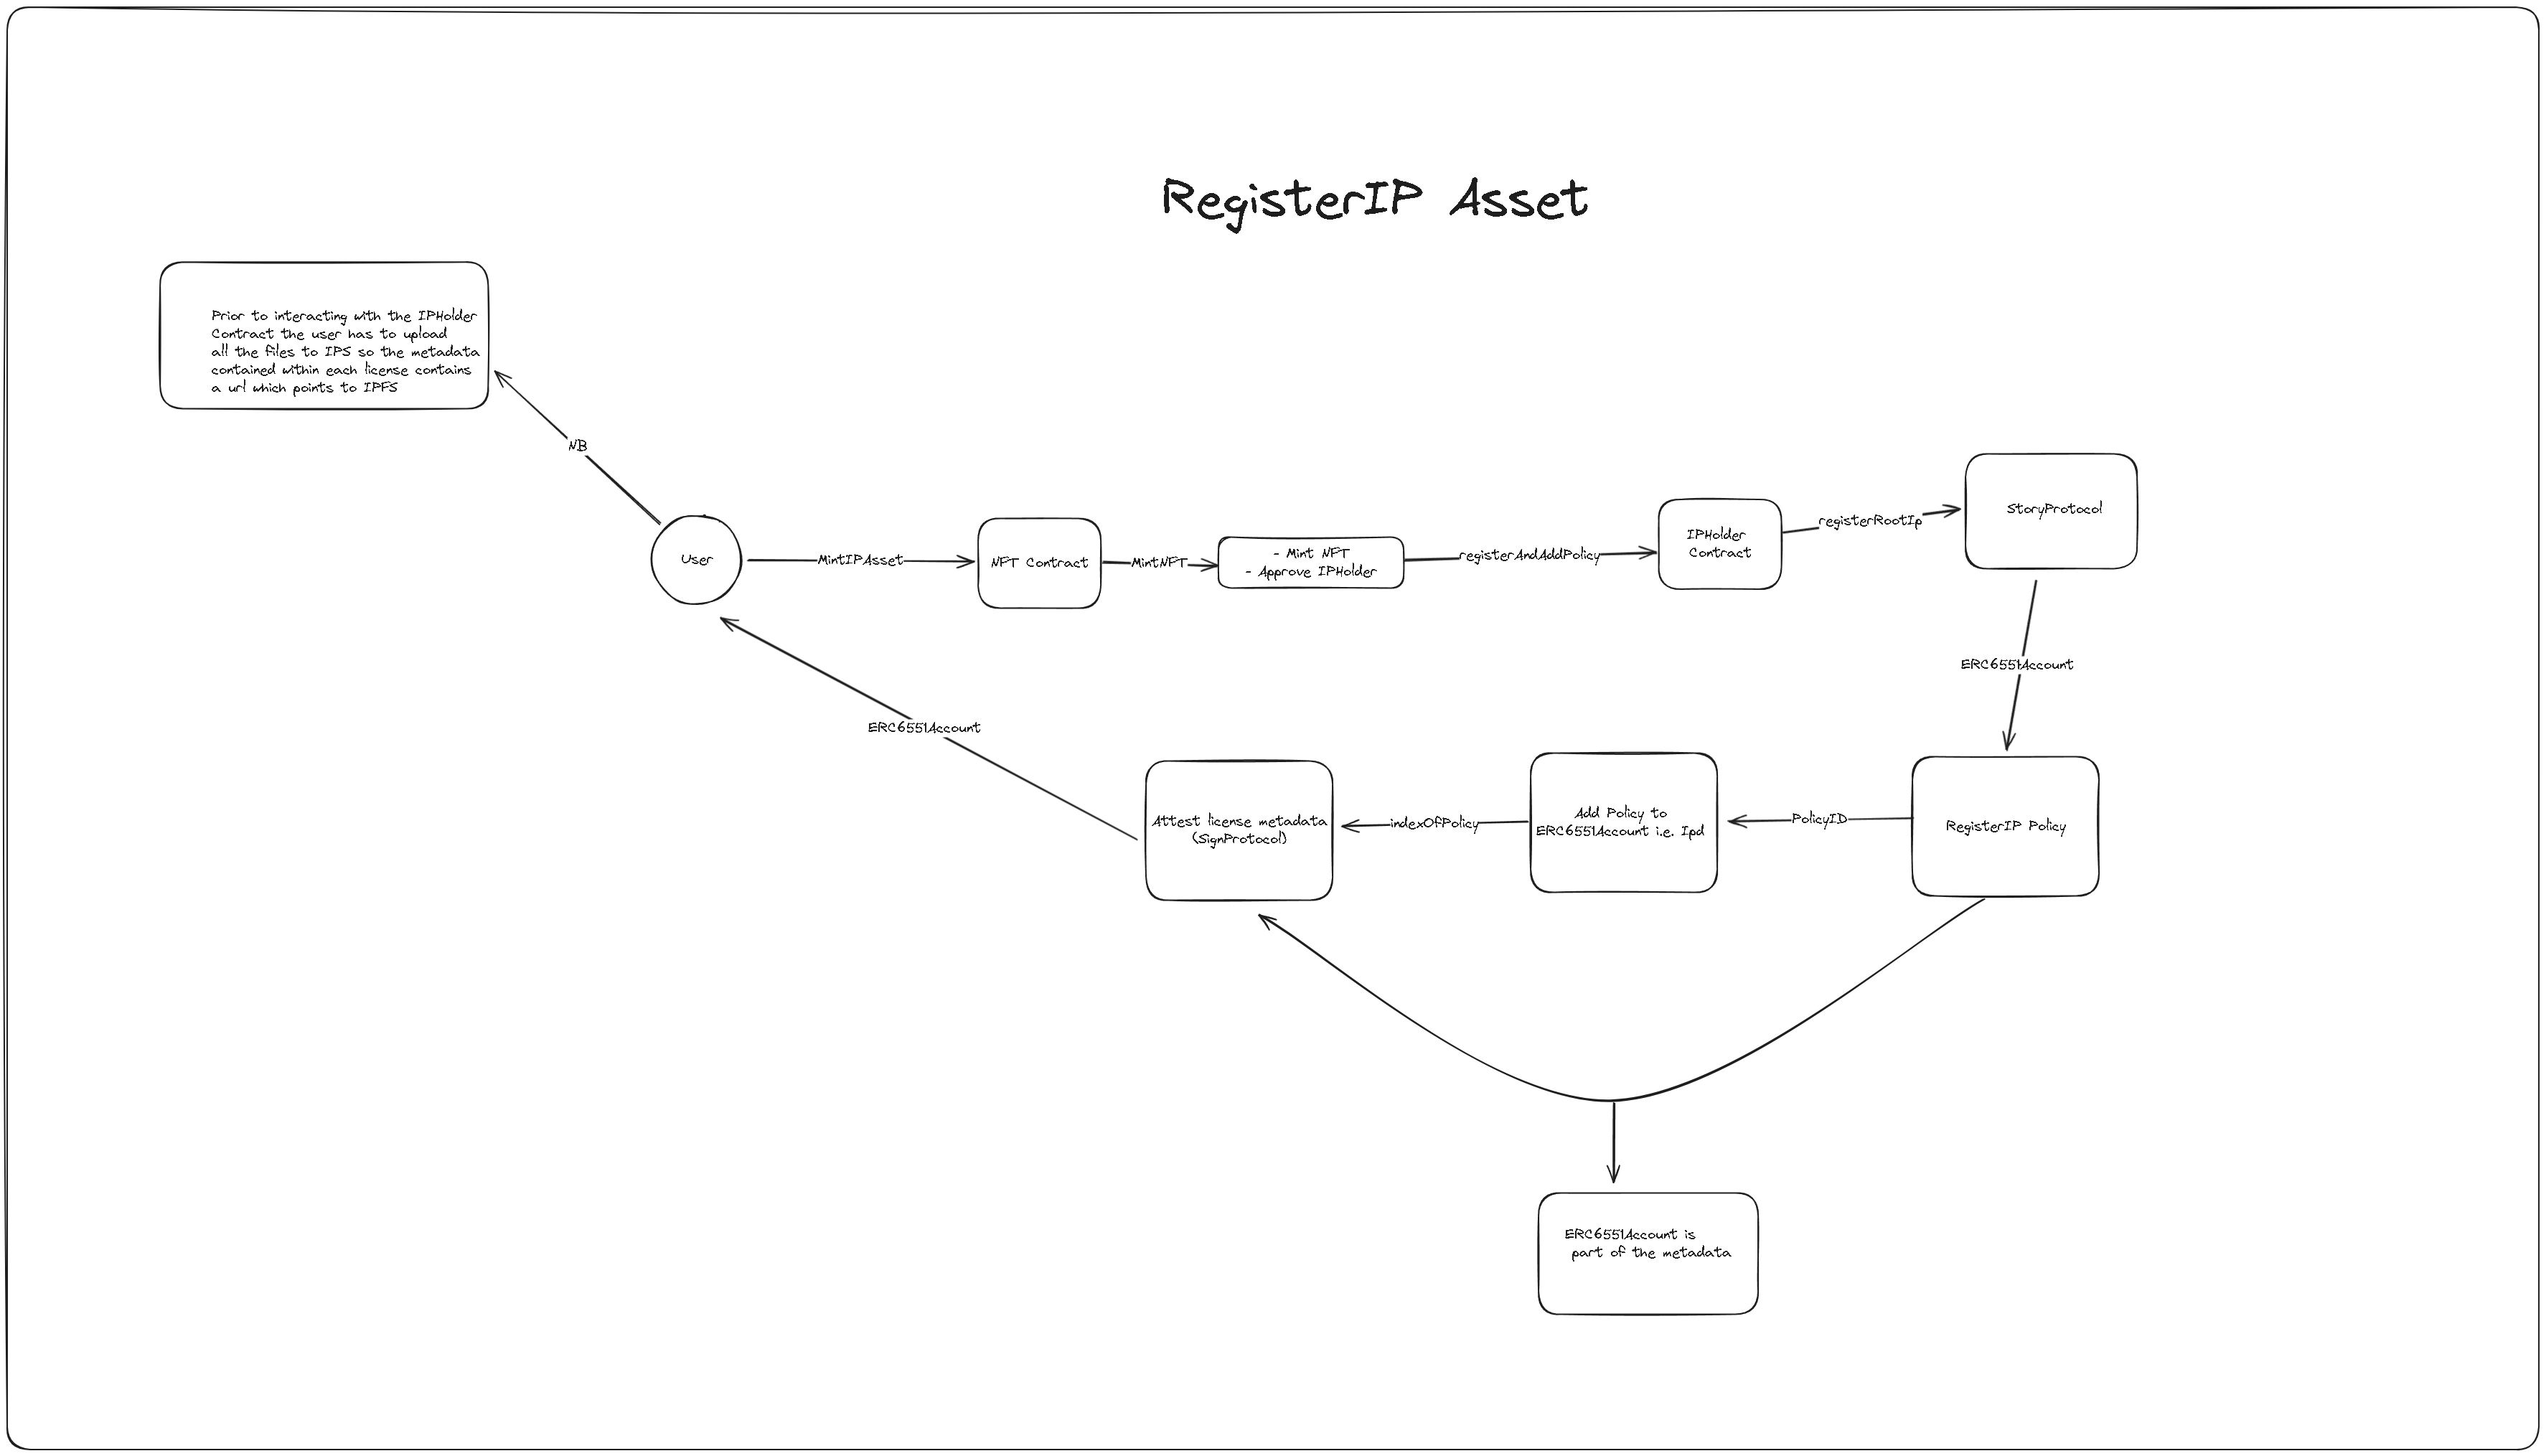 RegisterIP Asset
Prior to interacting with the IPHolder
Contract the user has to upload
all the files to IPS so the metadata
contained within each license contains
a url which points to IPFS
NB
User
MintIPAsset
NFT Contract
MintNFT
- Mint NFT
- Approve IPHolder
registerAndAddPolicy
IPHolder
Contract
registerRootIp
StoryProtocol
ERC6551Account
RegisterIP Policy
PolicyID
Add Policy to
ERC6551Account i.e. Ipd
indexOfPolicy
Attest license metadata
(SignProtocol)
ERC6551Account
ERC6551Account is
part of the metadata